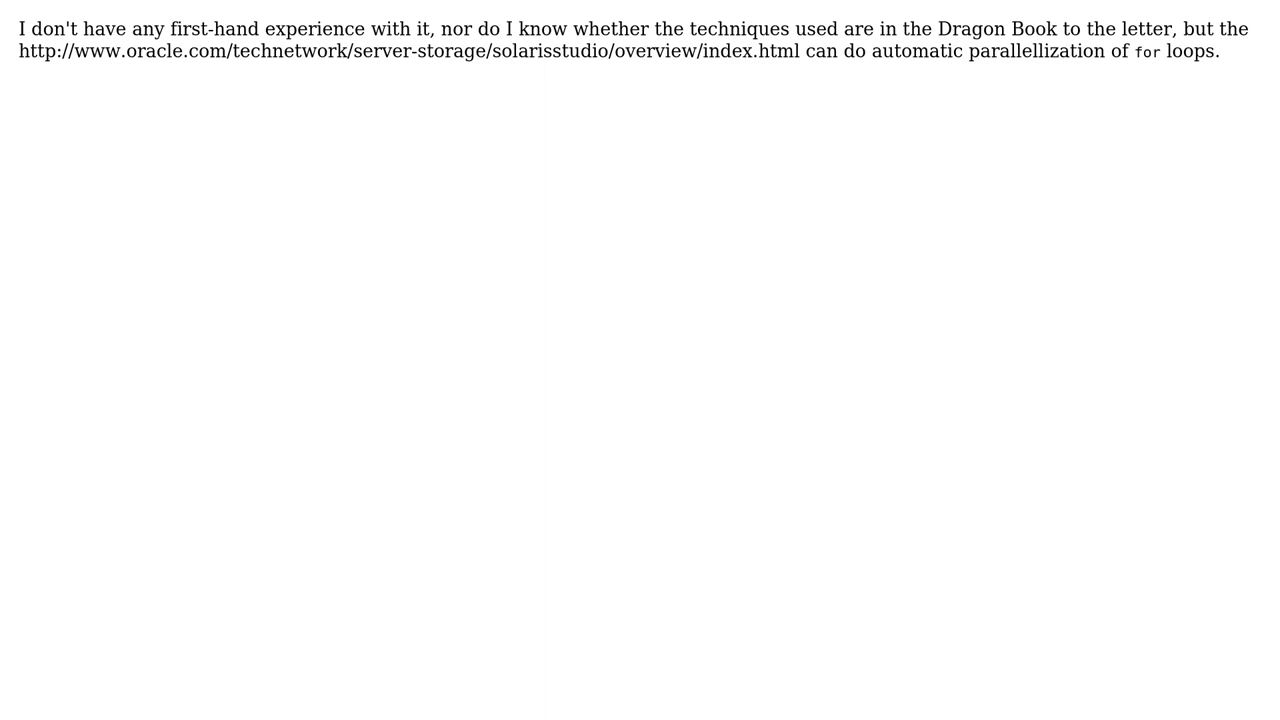 I don't have any first-hand experience with it, nor do I know whether the techniques used are in the Dragon Book to the letter, but the
http://www.oracle.com/technetwork/server-storage/solarisstudio/overview/index.html can do automatic parallellization of for loops.